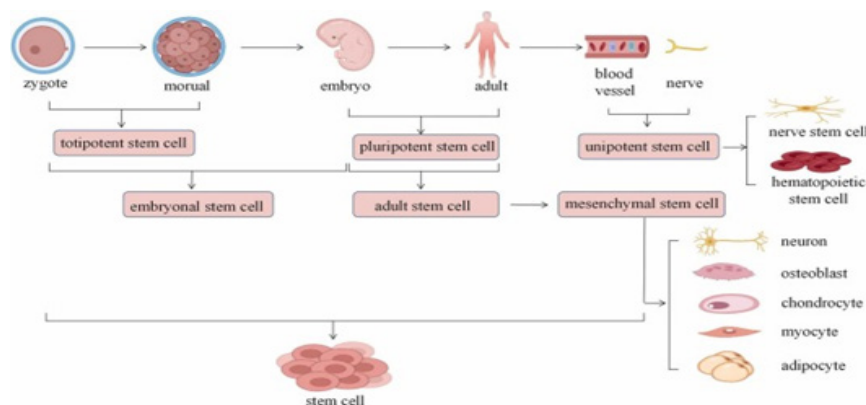 zygote
morual
embryo
adult
blood
vessel
nerve
totipotent stem cell
pluripotent stem cell
unipotent stem cell
nerve stem cell
hematopoietic
stem cell
embryonal stem cell
adult stem cell
mesenchymal stem cell
neuron
osteoblast
chondrocyte
myocyte
adipocyte
stem cell